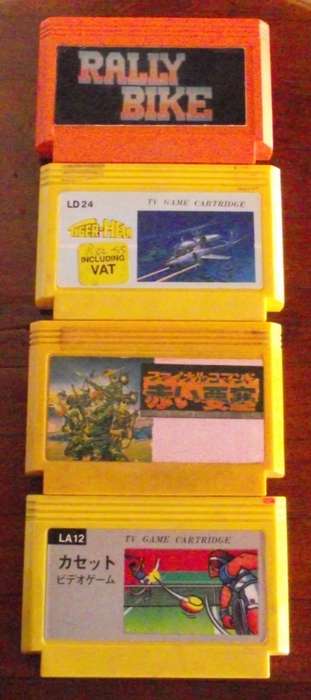 RALLY
BIKE
LD 24
TV GAME CARTRIDGE
TIGER-HELI
INCLUDING
VAT
ファイナルコマンド
赤い要塞
LA12
TV GAME CARTRIDGE
カセット
ビデオゲーム